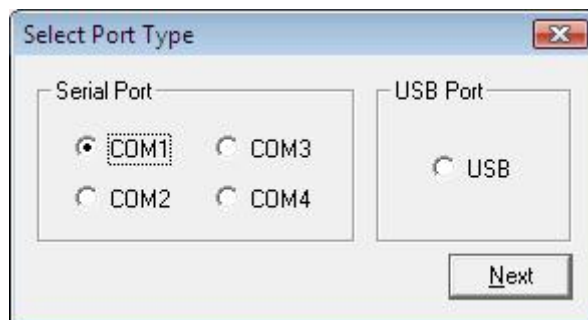 Select Port Type
Serial Port
USB Port
COM1 COM3
USB
COM2 COM4
Next